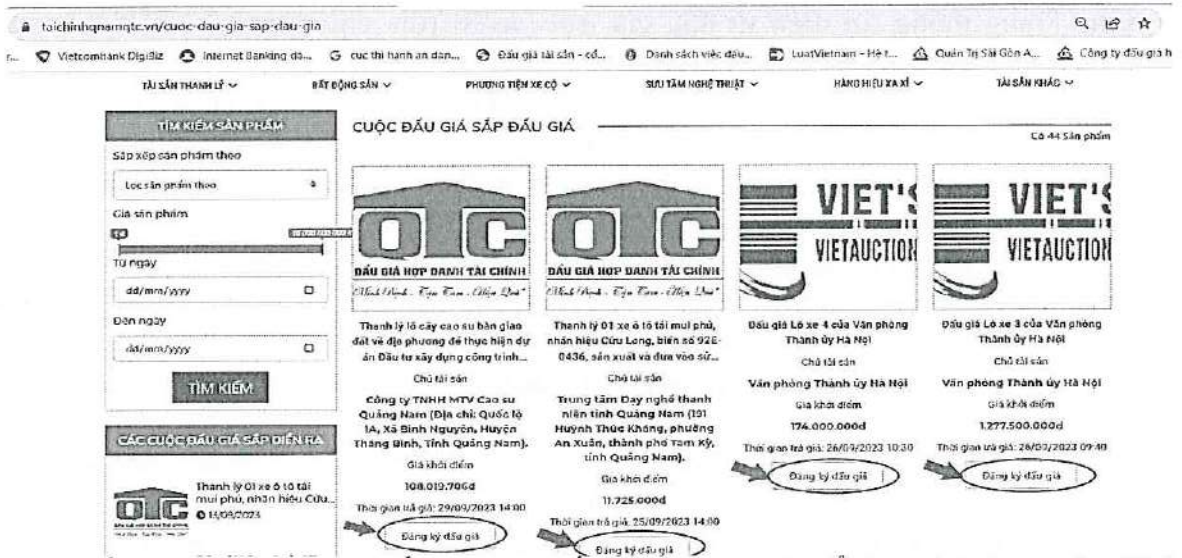 taichinhqnamqtc.vn/cuoc-dau-gia-sap-dau-gia
Vietcombank DigiBiz
Internet Banking dà...
cục thi hành an dan...
Đấu giá tài sản - cổ...
Danh sách việc đấu...
LuatVietnam - Hệ t...
Quán Trị Sài Gòn A...
Công ty đấu giá h
TÀI SẢN THANH LÝ
BẤT ĐỘNG SẢN
PHƯƠNG TIỆN XE CỘ
SƯU TẦM NGHỆ THUẬT
HÀNG HIỆU XA XỈ
TÀI SẢN KHÁC
TÌM KIẾM SẢN PHẨM
Sắp xếp sản phẩm theo
Lọc sản phẩm theo
Giá sản phẩm
Từ ngày
dd/mm/yyyy
Đến ngày
dd/mm/yyyy
TÌM KIẾM
CÁC CUỘC ĐẤU GIÁ SẮP DIỄN RA
QTC
Thanh lý 01 xe ô tô tải
mui phủ, nhãn hiệu Cửu...
CUỘC ĐẤU GIÁ SẮP ĐẤU GIÁ
Có 44 Sản phẩm
QTC
ĐẤU GIÁ HỢP DANH TÀI CHÍNH
Thanh lý lô cây cao su bàn giao
đất về địa phương để thực hiện dự
án Đầu tư xây dựng công trình...
Chủ tài sản
Công ty TNHH MTV Cao su
Quảng Nam (Địa chỉ: Quốc lộ
1A, Xã Bình Nguyên, Huyện
Thăng Bình, Tỉnh Quảng Nam).
Giá khởi điểm
108.019.706đ
Thời gian trả giá: 29/09/2023 14:00
Đăng ký đấu giá
QTC
ĐẤU GIÁ HỢP DANH TÀI CHÍNH
Thanh lý 01 xe ô tô tải mui phủ,
nhãn hiệu Cửu Long, biển số 92E-
0436, sản xuất và đưa vào sử...
Chủ tài sản
Trung tâm Dạy nghề thanh
niên tỉnh Quảng Nam (191
Huỳnh Thúc Kháng, phường
An Xuân, thành phố Tam Kỳ,
tỉnh Quảng Nam).
Giá khởi điểm
11.725.000đ
Thời gian trả giá: 25/09/2023 14:00
Đăng ký đấu giá
VIET'S
VIETAUCTION
Đấu giá Lô xe 4 của Văn phòng
Thành ủy Hà Nội
Chủ tài sản
Văn phòng Thành ủy Hà Nội
Giá khởi điểm
174.000.000đ
Thời gian trả giá: 26/09/2023 10:30
Đăng ký đấu giá
VIET'S
VIETAUCTION
Đấu giá Lô xe 3 của Văn phòng
Thành ủy Hà Nội
Chủ tài sản
Văn phòng Thành ủy Hà Nội
Giá khởi điểm
1.277.500.000đ
Thời gian trả giá: 26/09/2023 09:40
Đăng ký đấu giá